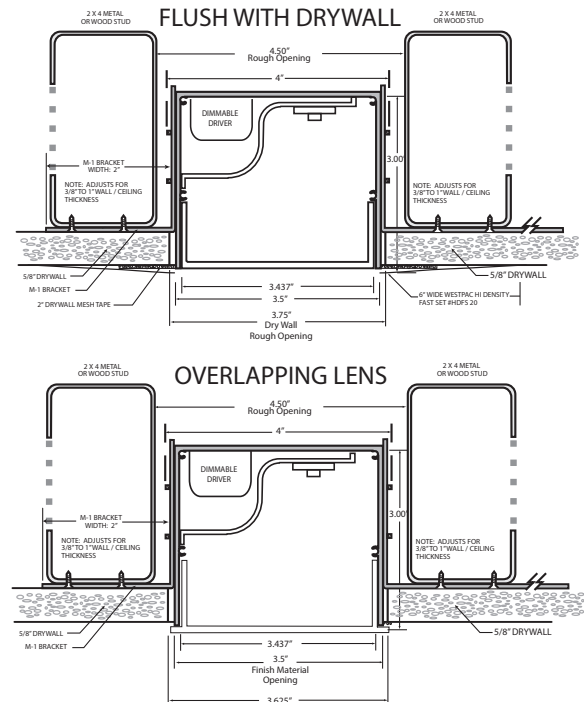 FLUSH WITH DRYWALL
2 X 4 METAL
OR WOOD STUD
2 X 4 METAL
OR WOOD STUD
4.50"
Rough Opening
4"
DIMMABLE
DRIVER
3.00"
M-1 BRACKET
WIDTH: 2"
NOTE: ADJUSTS FOR
3/8"TO 1"WALL / CEILING
THICKNESS
NOTE: ADJUSTS FOR
3/8"TO 1"WALL / CEILING
THICKNESS
5/8"DRYWALL
M-1 BRACKET
2" DRYWALL MESH TAPE
5/8"DRYWALL
6" WIDE WESTPAC HI DENSITY
FAST SET #HDFS 20
3.437"
3.5"
3.75"
Dry Wall
Rough Opening
OVERLAPPING LENS
2 X 4 METAL
OR WOOD STUD
2 X 4 METAL
OR WOOD STUD
4.50"
Rough Opening
4"
DIMMABLE
DRIVER
3.00"
M-1 BRACKET
WIDTH: 2"
NOTE: ADJUSTS FOR
3/8"TO 1"WALL / CEILING
THICKNESS
NOTE: ADJUSTS FOR
3/8"TO 1"WALL / CEILING
THICKNESS
5/8"DRYWALL
M-1 BRACKET
5/8"DRYWALL
3.437"
3.5"
Finish Material
Opening
3.625"